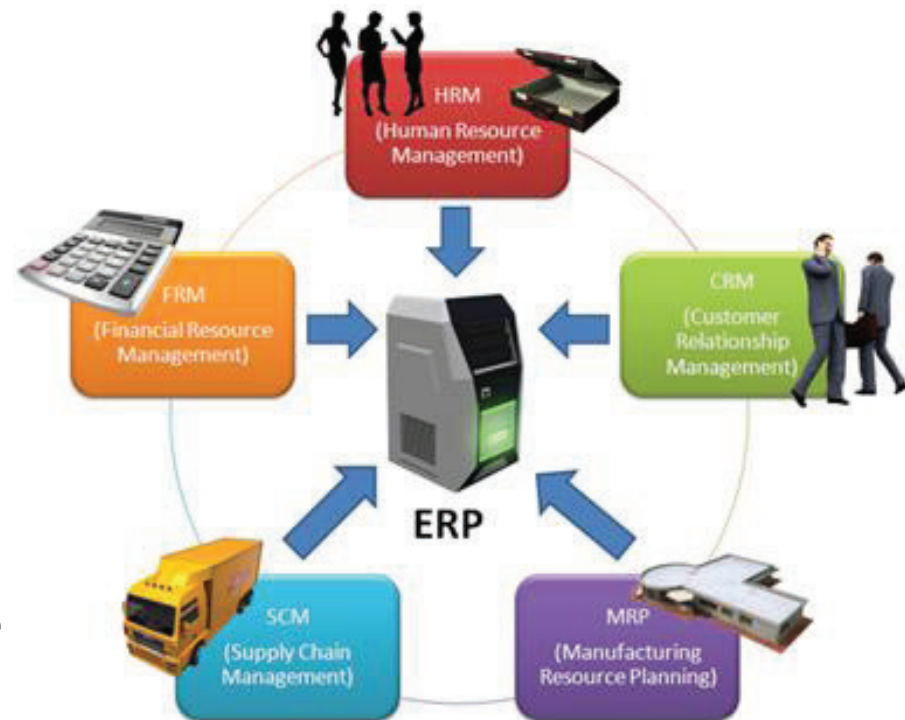 HRM
(Human Resource
Management)
FRM
(Financial Resource
Management)
CRM
(Customer
Relationship
Management)
ERP
SCM
(Supply Chain
Management)
MRP
(Manufacturing
Resource Planning)